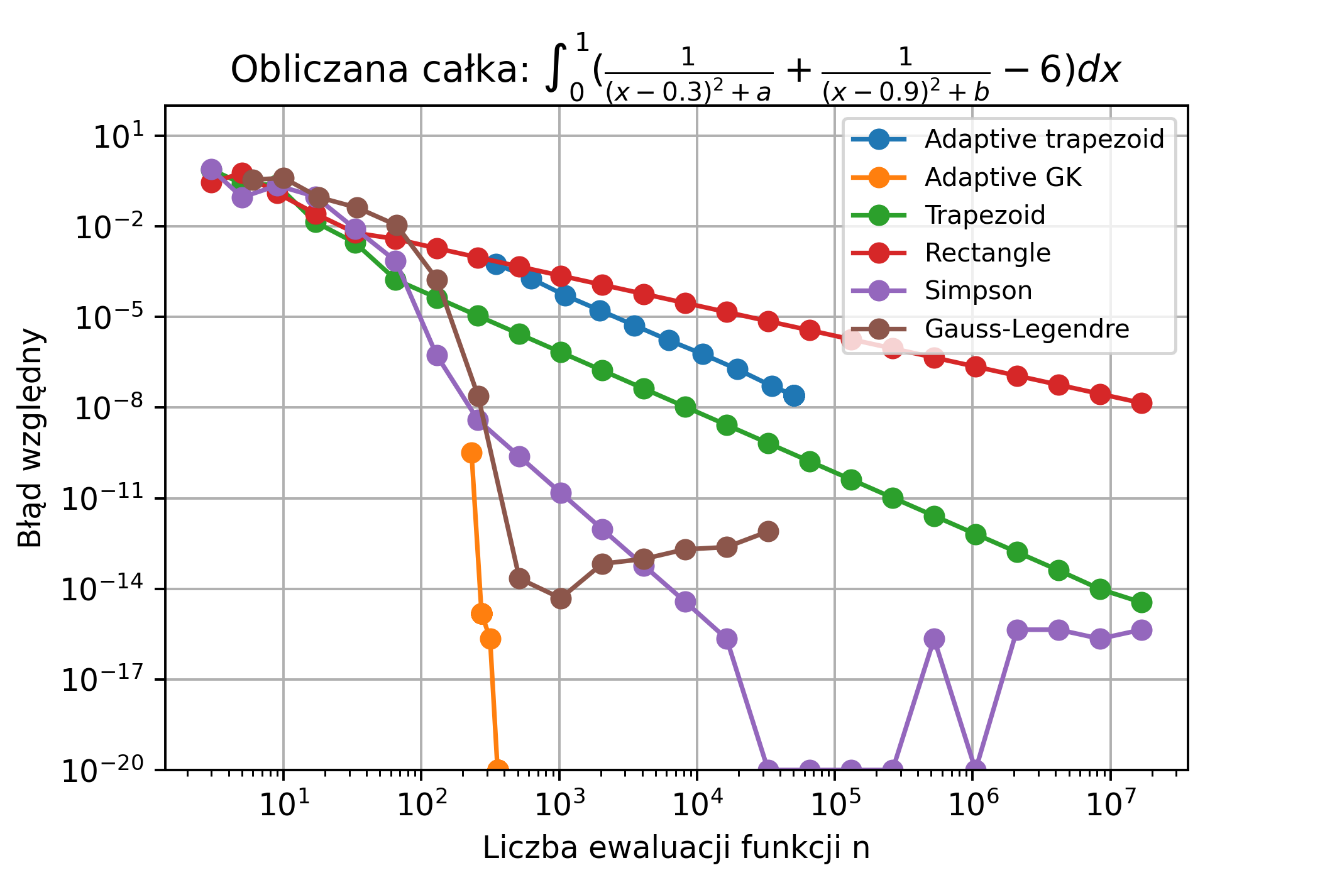 Obliczana całka: ∫₀¹(1/((x − 0.3)² + a) + 1/((x − 0.9)² + b) − 6)dx
Adaptive trapezoid
Adaptive GK
Trapezoid
Rectangle
Simpson
Gauss-Legendre
Błąd względny
10¹
10⁻²
10⁻⁵
10⁻⁸
10⁻¹¹
10⁻¹⁴
10⁻¹⁷
10⁻²⁰
10¹ 10² 10³ 10⁴ 10⁵ 10⁶ 10⁷
Liczba ewaluacji funkcji n